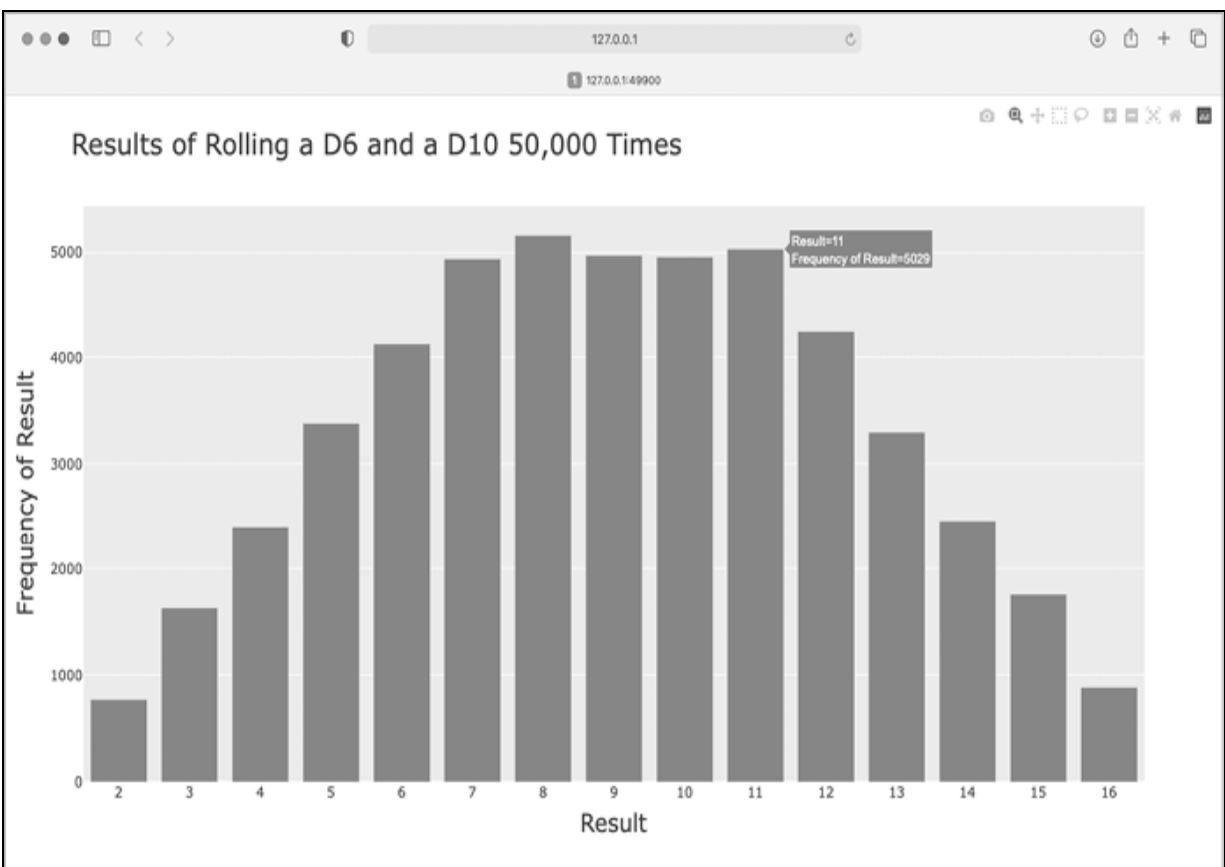 127.0.0.1
1 127.0.0.1:49900
Results of Rolling a D6 and a D10 50,000 Times
Result=11
Frequency of Result=5029
5000
4000
3000
2000
1000
0
Frequency of Result
2 3 4 5 6 7 8 9 10 11 12 13 14 15 16
Result